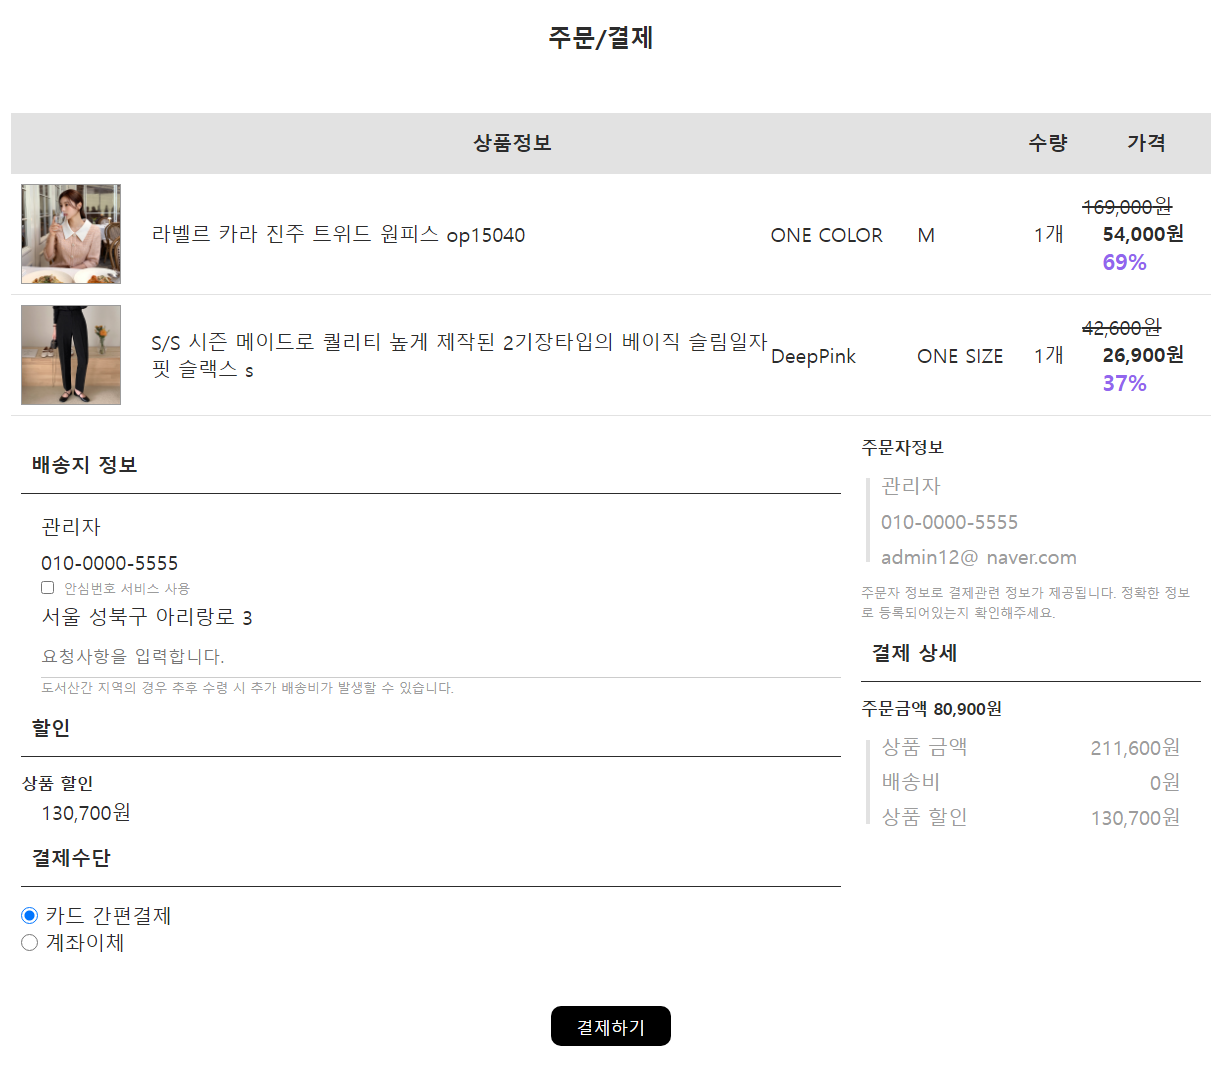 주문/결제
상품정보 수량 가격
라벨르 카라 진주 트위드 원피스 op15040 ONE COLOR M 1개 169,000원
54,000원
69%
S/S 시즌 메이드로 퀄리티 높게 제작된 2기장타입의 베이직 슬림일자
핏 슬랙스 s DeepPink ONE SIZE 1개 42,600원
26,900원
37%
배송지 정보
관리자
010-0000-5555
안심번호 서비스 사용
서울 성북구 아리랑로 3
요청사항을 입력합니다.
도서산간 지역의 경우 추후 수령 시 추가 배송비가 발생할 수 있습니다.
할인
상품 할인
130,700원
결제수단
카드 간편결제
계좌이체
주문자정보
관리자
010-0000-5555
admin12@ naver.com
주문자 정보로 결제관련 정보가 제공됩니다. 정확한 정보
로 등록되어있는지 확인해주세요.
결제 상세
주문금액 80,900원
상품 금액 211,600원
배송비 0원
상품 할인 130,700원
결제하기